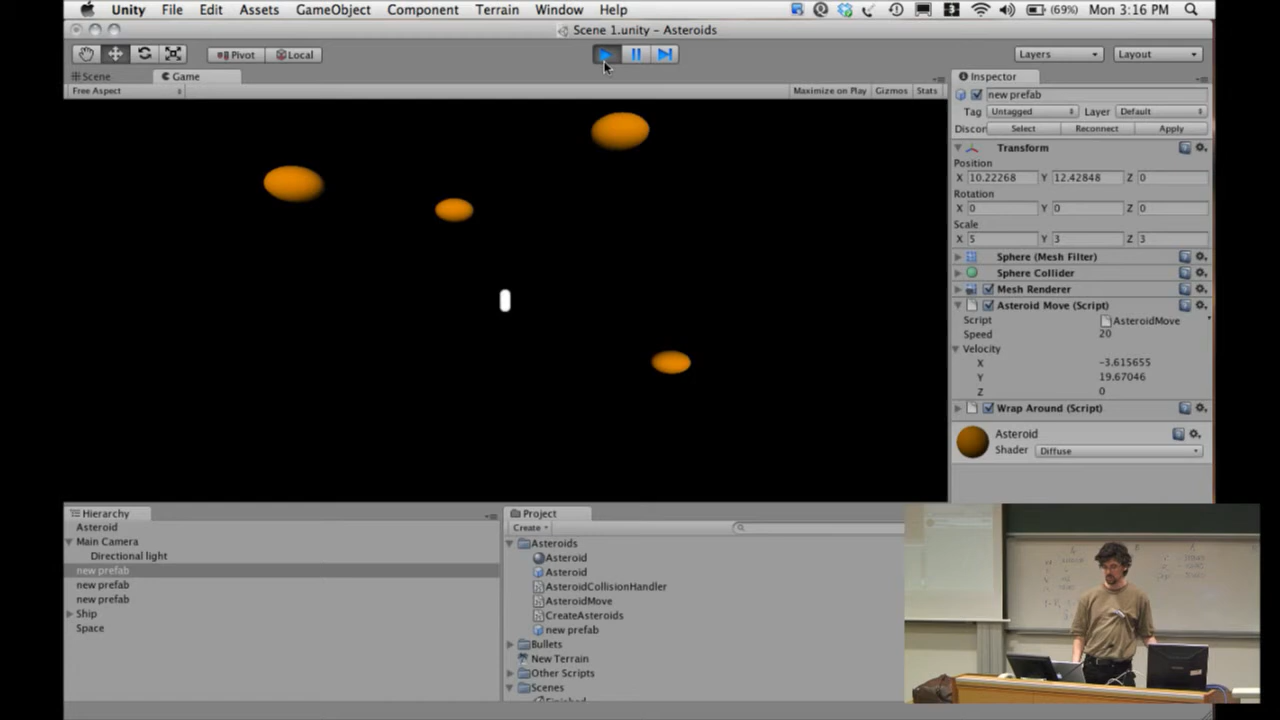 Unity File Edit Assets GameObject Component Terrain Window Help (69%) Mon 3:16 PM
Scene 1.unity – Asteroids
Pivot Local Layers Layout
Scene Game Inspector
Free Aspect Maximize on Play Gizmos Stats
new prefab
Tag Untagged Layer Default
Discor Select Reconnect Apply
Transform
Position
X 10.22268 Y 12.42848 Z 0
Rotation
X 0 Y 0 Z 0
Scale
X 5 Y 3 Z 3
Sphere (Mesh Filter)
Sphere Collider
Mesh Renderer
Asteroid Move (Script)
Script AsteroidMove
Speed 20
Velocity
X -3.615655
Y 19.67046
Z 0
Wrap Around (Script)
Asteroid
Shader Diffuse
Hierarchy
Asteroid
Main Camera
Directional light
new prefab
new prefab
new prefab
Ship
Space
Project
Create
Asteroids
Asteroid
Asteroid
AsteroidCollisionHandler
AsteroidMove
CreateAsteroids
new prefab
Bullets
New Terrain
Other Scripts
Scenes